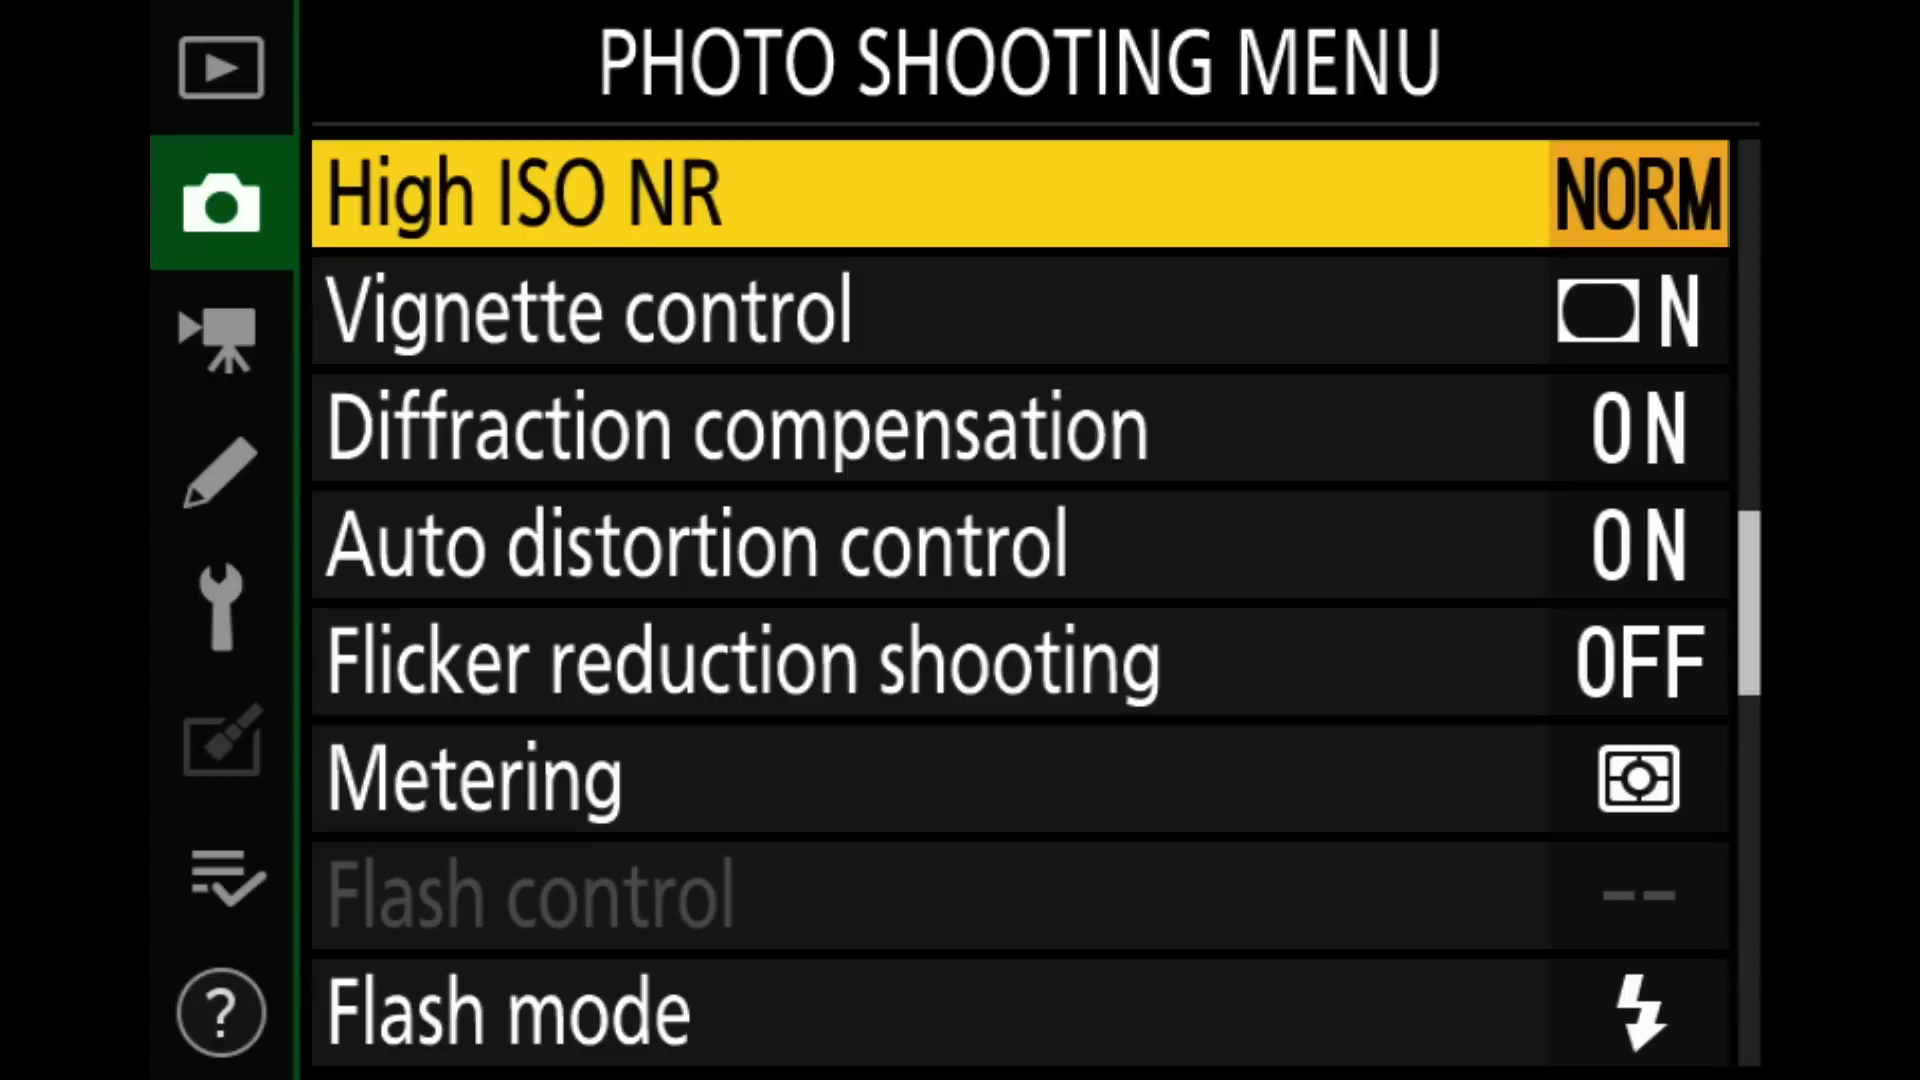 PHOTO SHOOTING MENU
High ISO NR NORM
Vignette control N
Diffraction compensation ON
Auto distortion control ON
Flicker reduction shooting OFF
Metering
Flash control --
Flash mode
?